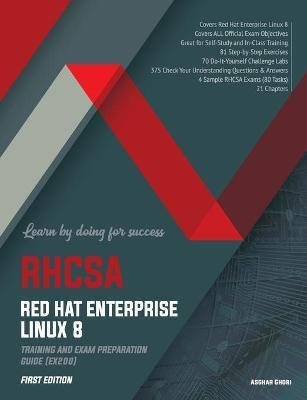 Covers Red Hat Enterprise Linux 8
Covers ALL Official Exam Objectives
Great for Self-Study and In-Class Training
81 Step-by-Step Exercises
70 Do-It-Yourself Challenge Labs
375 Check Your Understanding Questions & Answers
4 Sample RHCSA Exams (80 Tasks)
21 Chapters
Learn by doing for success
RHCSA
RED HAT ENTERPRISE
LINUX 8
TRAINING AND EXAM PREPARATION
GUIDE (EX200)
FIRST EDITION
ASGHAR GHORI